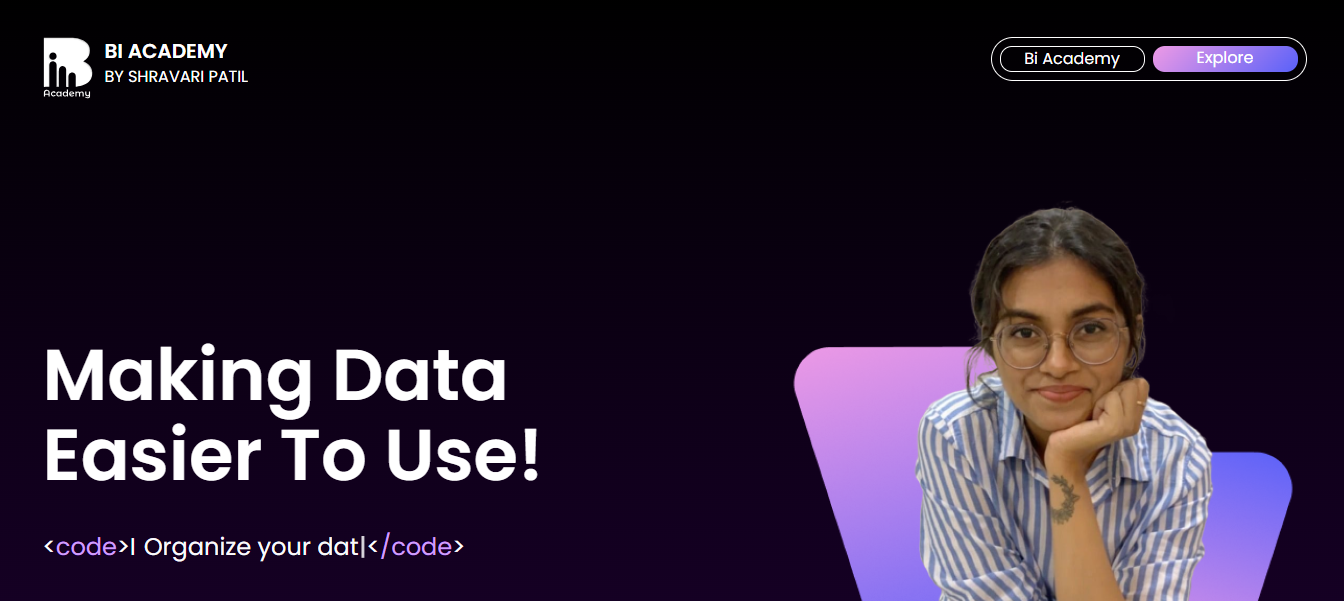 BI ACADEMY
BY SHRAVARI PATIL
Academy
Bi Academy
Explore
Making Data
Easier To Use!
<code>I Organize your dat|</code>